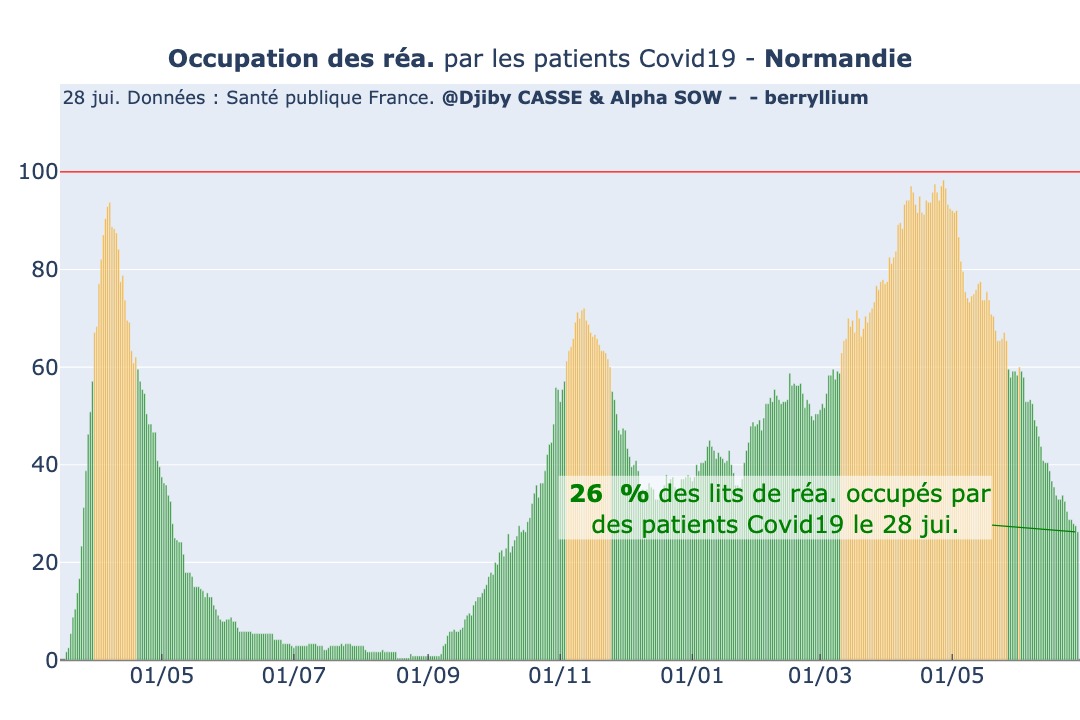 Occupation des réa. par les patients Covid19 - Normandie
28 jui. Données : Santé publique France. @Djiby CASSE & Alpha SOW -  - berryllium
100
80
60
40
20
0
26  % des lits de réa. occupés par
des patients Covid19 le 28 jui.
01/05 01/07 01/09 01/11 01/01 01/03 01/05